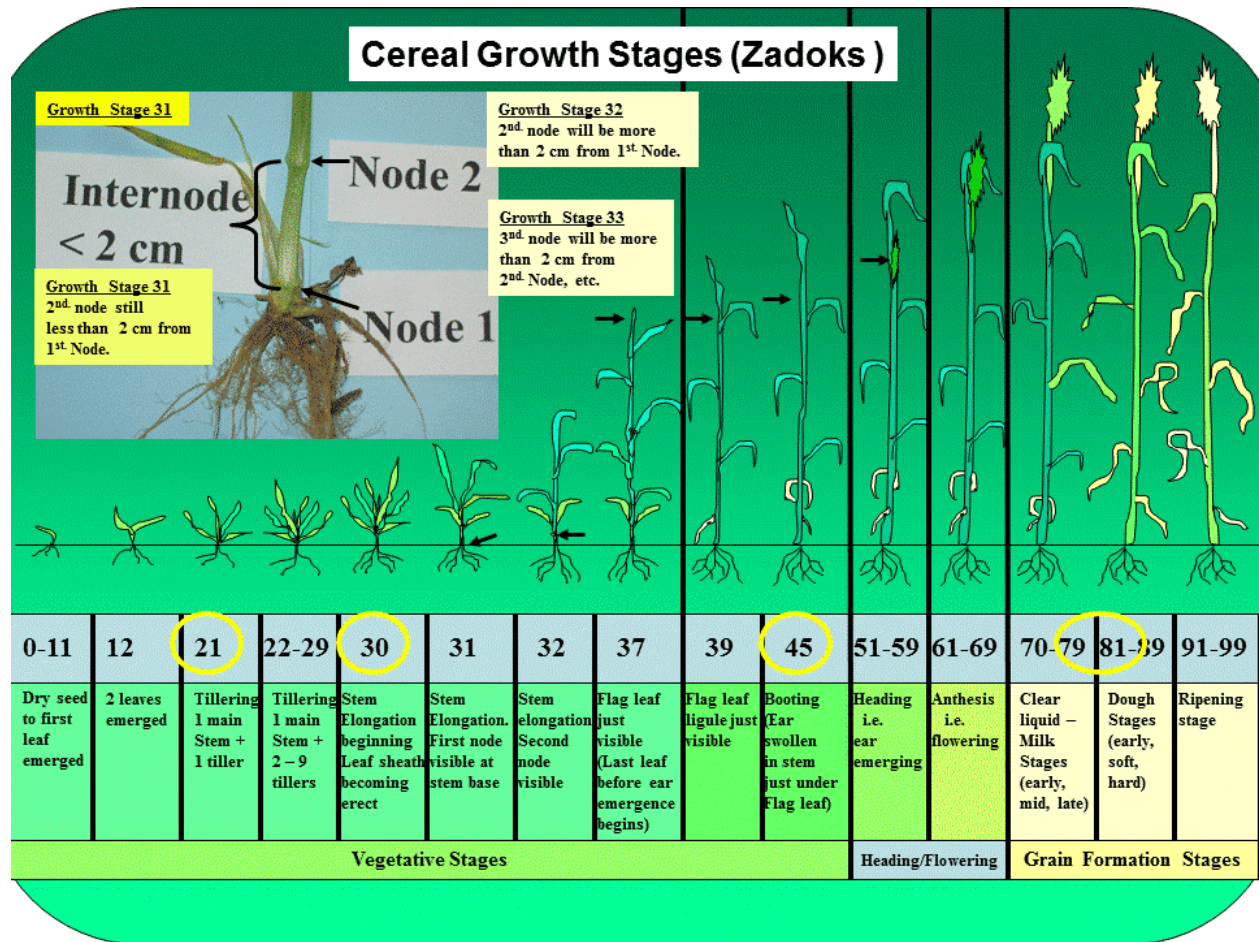 Cereal Growth Stages (Zadoks )
Growth Stage 31
Internode
< 2 cm
Node 2
Node 1
Growth Stage 31
2nd. node still
less than 2 cm from
1st. Node.
Growth Stage 32
2nd. node will be more
than 2 cm from 1st. Node.
Growth Stage 33
3nd. node will be more
than 2 cm from
2nd. Node, etc.
0-11
12
21
22-29
30
31
32
37
39
45
51-59
61-69
70-79
81-89
91-99
Dry seed
to first
leaf
emerged
2 leaves
emerged
Tillering
1 main
Stem +
1 tiller
Tillering
1 main
Stem +
2 – 9
tillers
Stem
Elongation
beginning
Leaf sheath
becoming
erect
Stem
Elongation.
First node
visible at
stem base
Stem
elongation
Second
node
visible
Flag leaf
just
visible
(Last leaf
before ear
emergence
begins)
Flag leaf
ligule just
visible
Booting
(Ear
swollen
in stem
just under
Flag leaf)
Heading
i.e.
ear
emerging
Anthesis
i.e.
flowering
Clear
liquid –
Milk
Stages
(early,
mid, late)
Dough
Stages
(early,
soft,
hard)
Ripening
stage
Vegetative Stages
Heading/Flowering
Grain Formation Stages